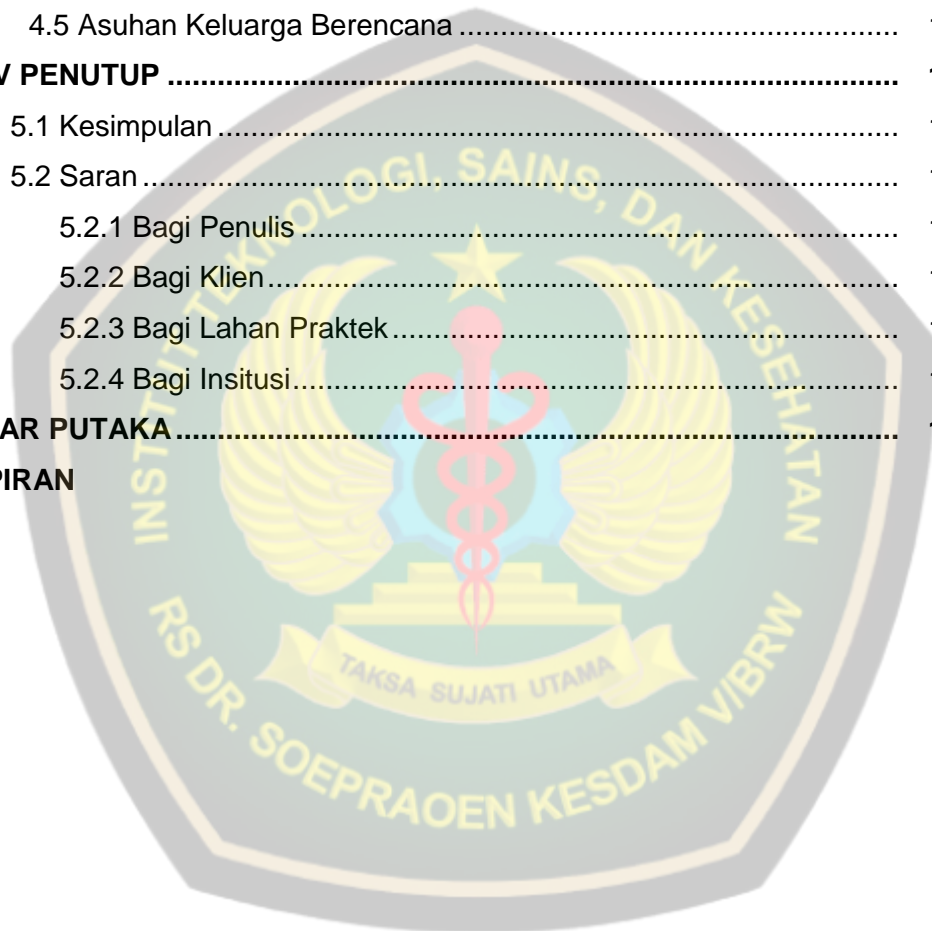 4.5 Asuhan Keluarga Berencana ....................................................
V PENUTUP ........................................................................................
5.1 Kesimpulan ..................................................................................
5.2 Saran ...........................................................................................
5.2.1 Bagi Penulis ........................................................................
5.2.2 Bagi Klien ............................................................................
5.2.3 Bagi Lahan Praktek .............................................................
5.2.4 Bagi Insitusi .........................................................................
AR PUTAKA .......................................................................................
PIRAN
INSTITUT TEKNOLOGI, SAINS, DAN KESEHATAN
TAKSA SUJATI UTAMA
RS DR. SOEPRAOEN KESDAM V/BRW